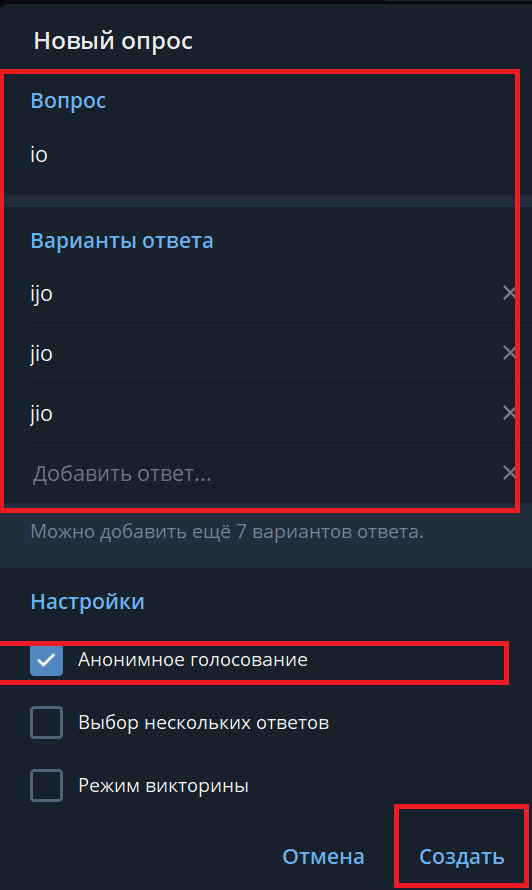 Новый опрос
Вопрос
io
Варианты ответа
ijo
jio
jio
Добавить ответ...
Можно добавить ещё 7 вариантов ответа.
Настройки
Анонимное голосование
Выбор нескольких ответов
Режим викторины
Отмена Создать